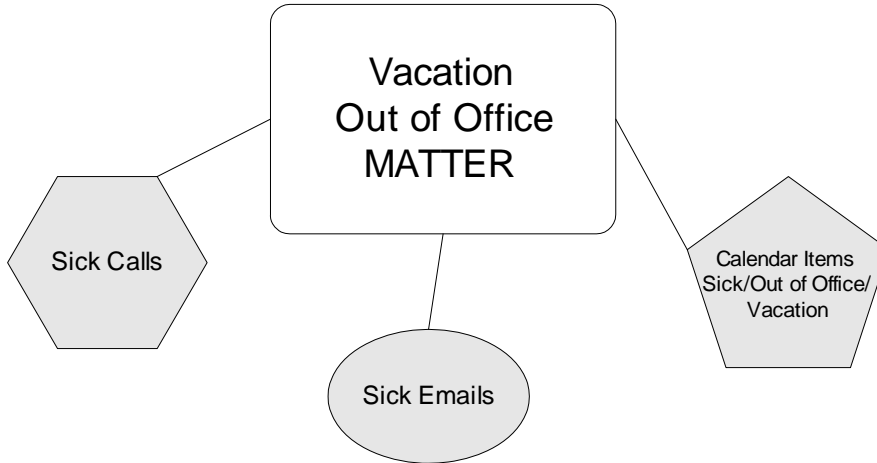 Vacation
Out of Office
MATTER
Sick Calls
Calendar Items
Sick/Out of Office/
Vacation
Sick Emails